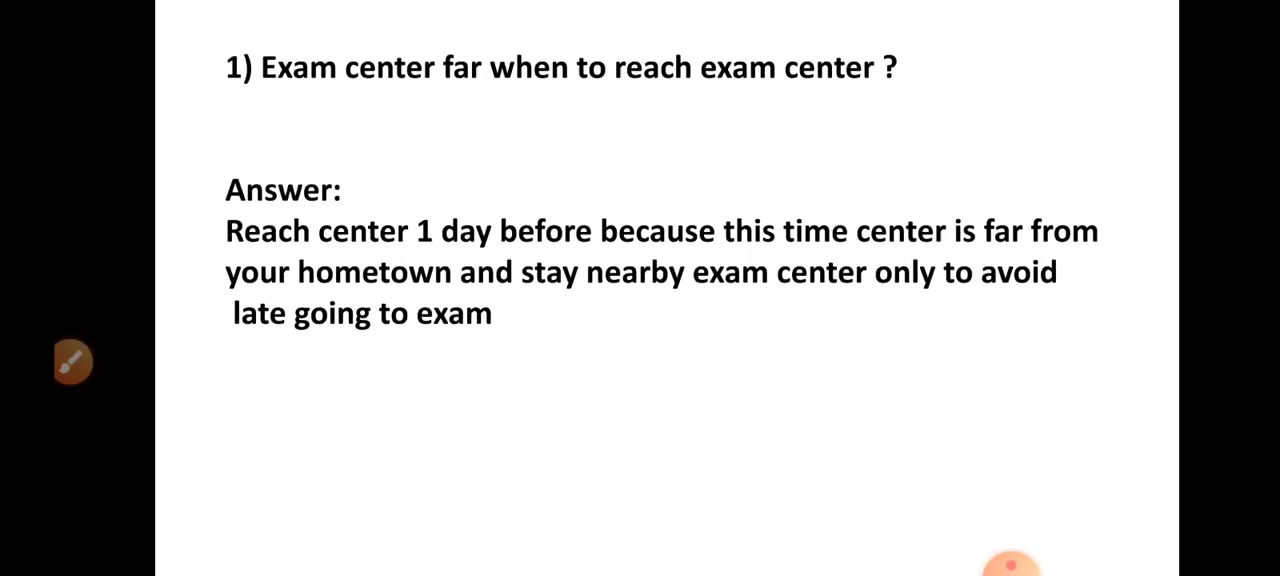 1) Exam center far when to reach exam center ?
Answer:
Reach center 1 day before because this time center is far from
your hometown and stay nearby exam center only to avoid
late going to exam